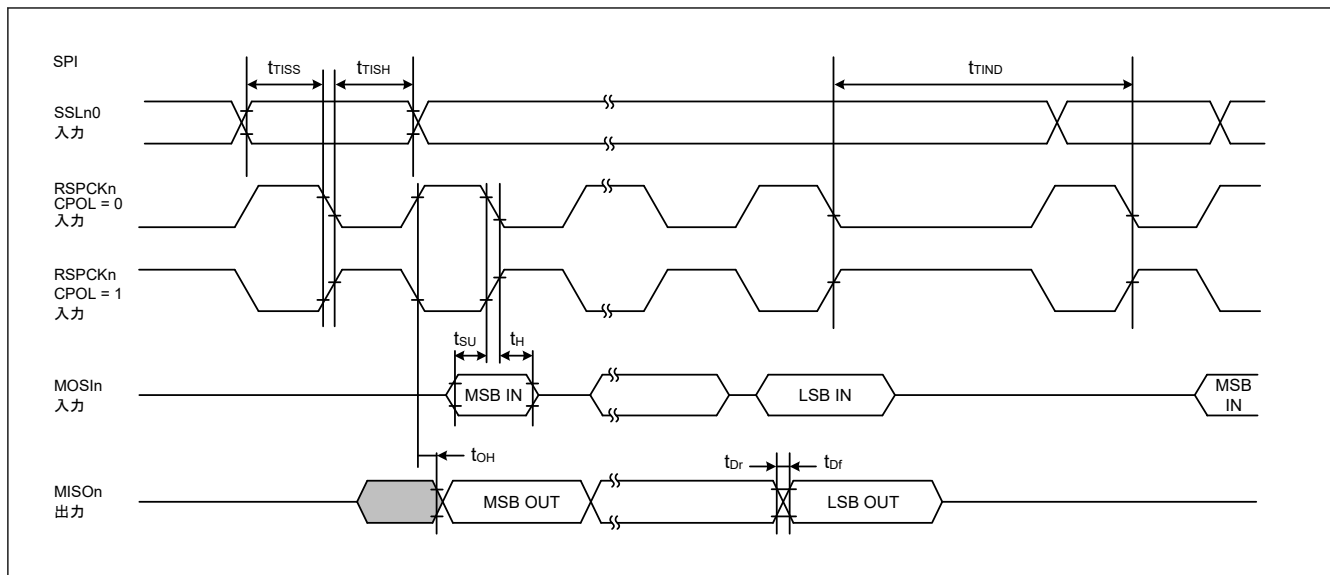 SPI
tTISS
tTISH
tTIND
SSLn0
入力
RSPCKn
CPOL = 0
入力
RSPCKn
CPOL = 1
入力
tSU
tH
MOSIn
入力
MSB IN
LSB IN
MSB
IN
tOH
tDr
tDf
MISOn
出力
MSB OUT
LSB OUT